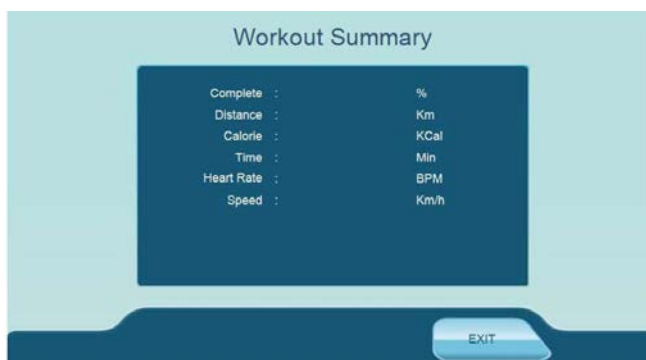 Workout Summary
Complete : %
Distance : Km
Calorie : KCal
Time : Min
Heart Rate : BPM
Speed : Km/h
EXIT